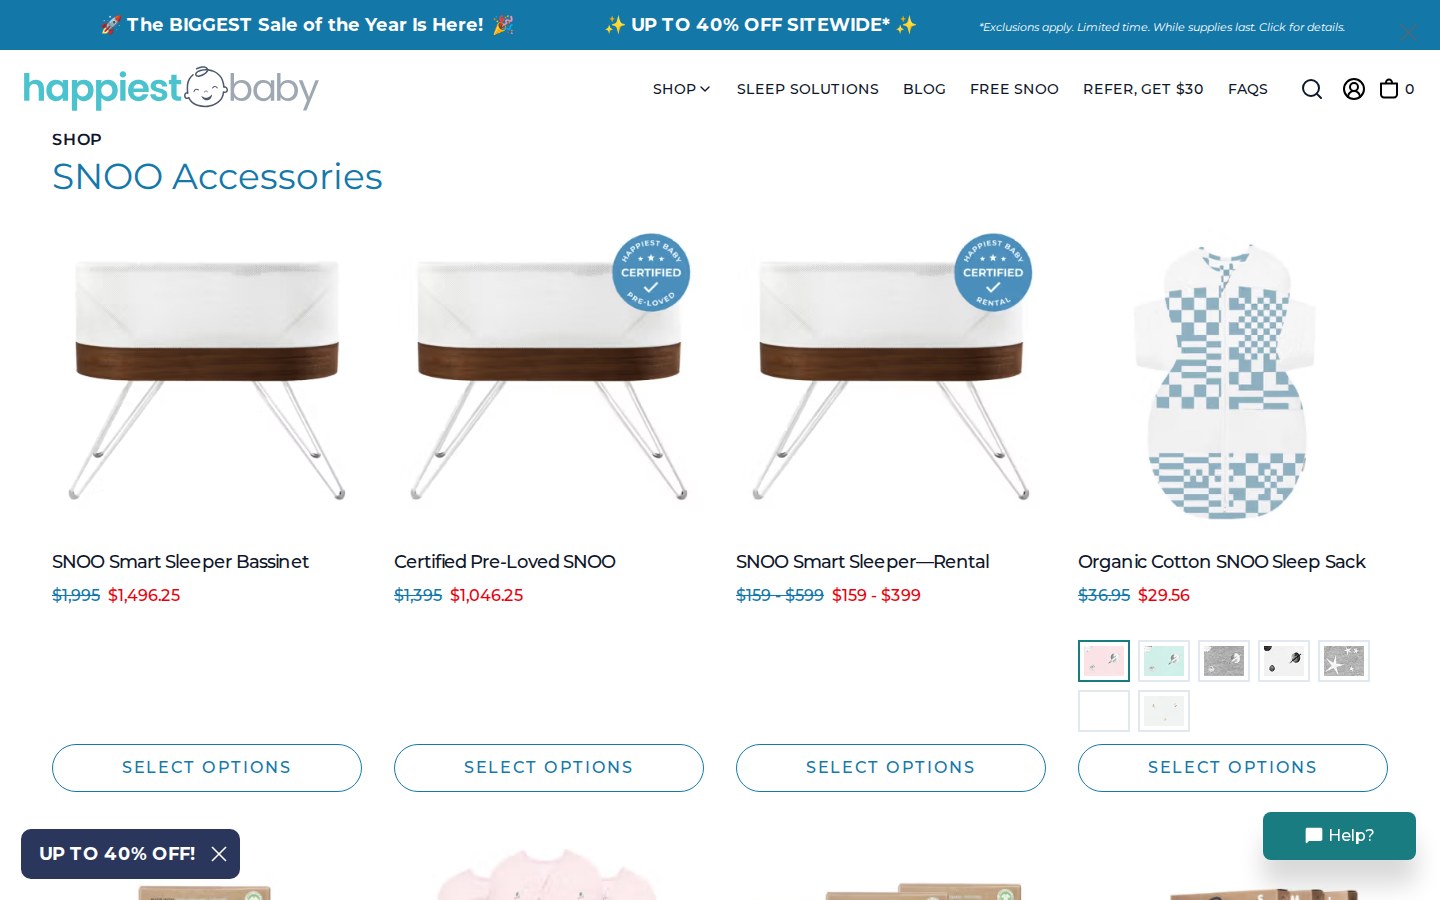 🚀 The BIGGEST Sale of the Year Is Here! 🎉
✨ UP TO 40% OFF SITEWIDE* ✨
*Exclusions apply. Limited time. While supplies last. Click for details.
happiest baby
SHOP
SLEEP SOLUTIONS
BLOG
FREE SNOO
REFER, GET $30
FAQS
0
SHOP
SNOO Accessories
HAPPIEST BABY
CERTIFIED
PRE-LOVED
HAPPIEST BABY
CERTIFIED
RENTAL
SNOO Smart Sleeper Bassinet
$1,995 $1,496.25
Certified Pre-Loved SNOO
$1,395 $1,046.25
SNOO Smart Sleeper—Rental
$159 - $599 $159 - $399
Organic Cotton SNOO Sleep Sack
$36.95 $29.56
SELECT OPTIONS
SELECT OPTIONS
SELECT OPTIONS
SELECT OPTIONS
UP TO 40% OFF!
Help?